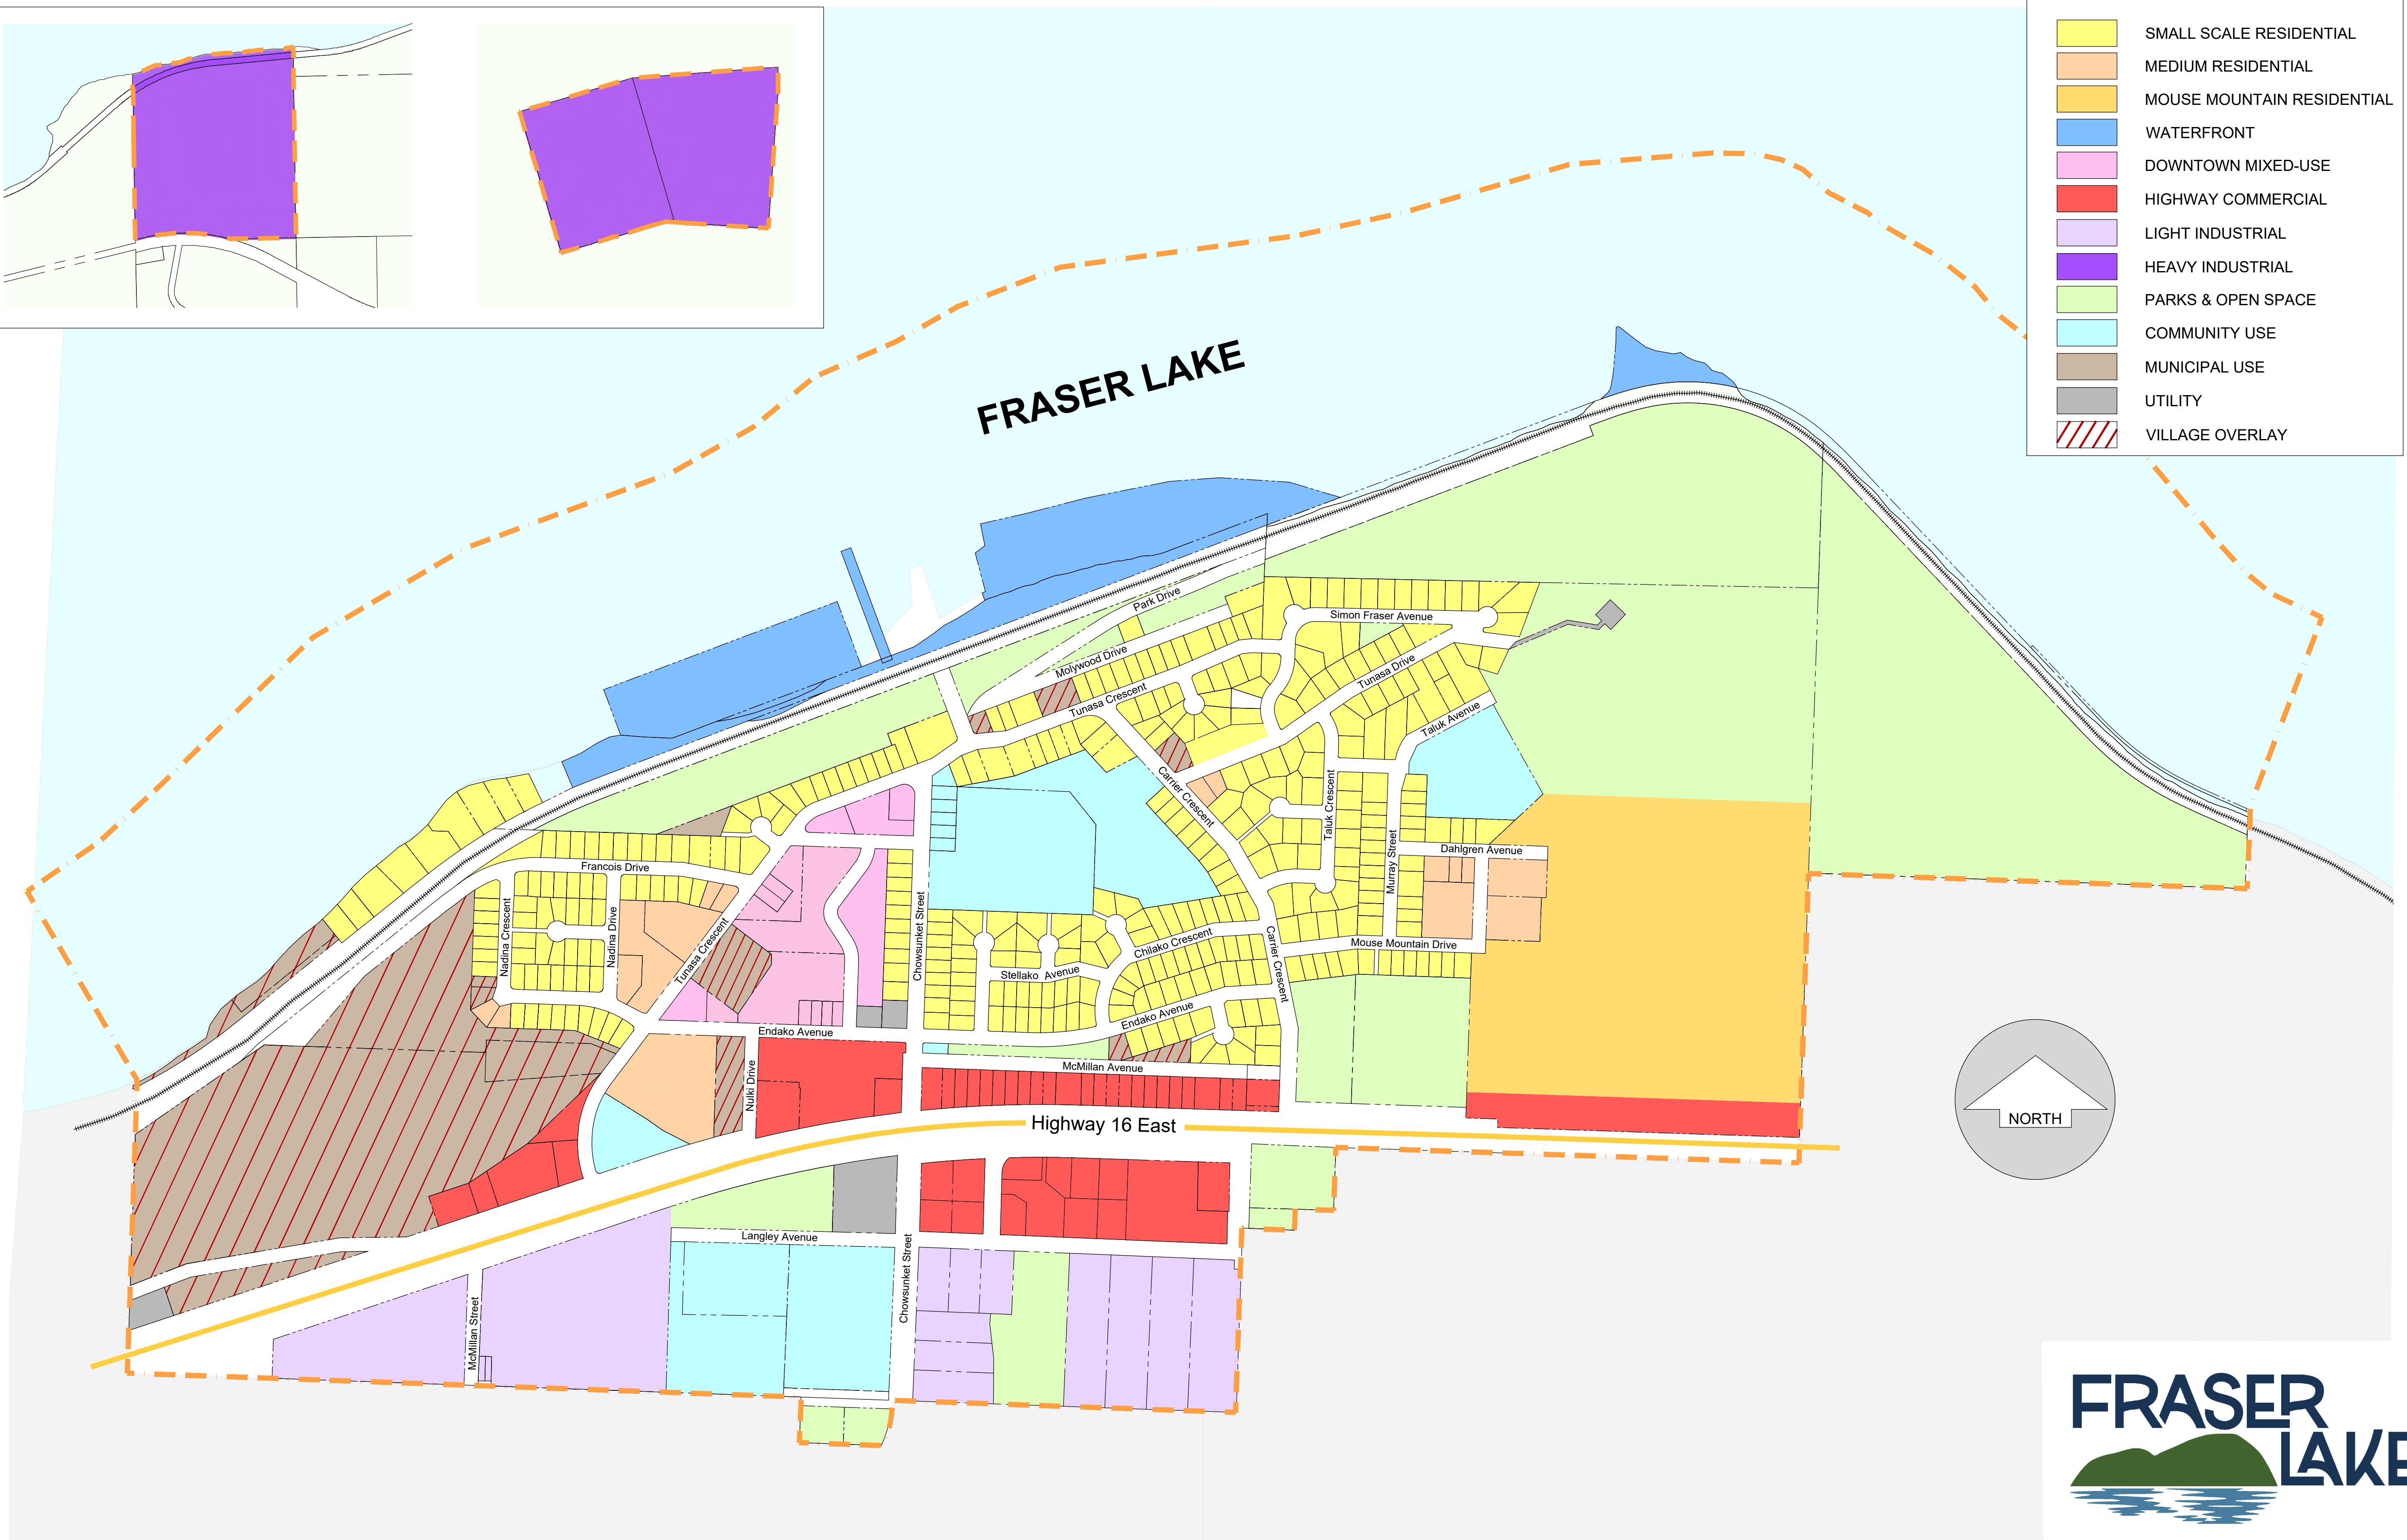 SMALL SCALE RESIDENTIAL
MEDIUM RESIDENTIAL
MOUSE MOUNTAIN RESIDENTIAL
WATERFRONT
DOWNTOWN MIXED-USE
HIGHWAY COMMERCIAL
LIGHT INDUSTRIAL
HEAVY INDUSTRIAL
PARKS & OPEN SPACE
COMMUNITY USE
MUNICIPAL USE
UTILITY
VILLAGE OVERLAY
FRASER LAKE
Park Drive
Simon Fraser Avenue
Molywood Drive
Tunasa Drive
Tunasa Crescent
Taluk Avenue
Carrier Crescent
Taluk Crescent
Murray Street
Dahlgren Avenue
Francois Drive
Nadina Crescent
Nadina Drive
Tunasa Crescent
Chowsunket Street
Chilako Crescent
Carrier Crescent
Mouse Mountain Drive
Stellako Avenue
Endako Avenue
Endako Avenue
McMillan Avenue
Nulki Drive
Highway 16 East
NORTH
Langley Avenue
Chowsunket Street
McMillan Street
FRASER
LAKE